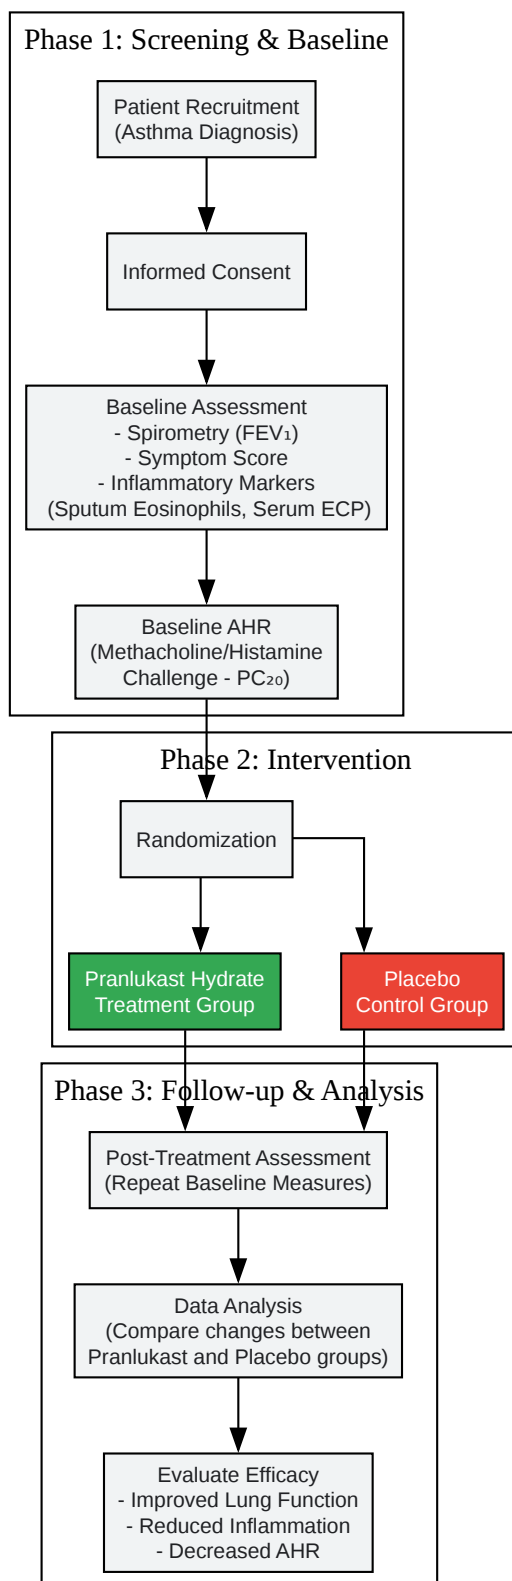 Phase 1: Screening & Baseline
Patient Recruitment
(Asthma Diagnosis)
Informed Consent
Baseline Assessment
- Spirometry (FEV₁)
- Symptom Score
- Inflammatory Markers
(Sputum Eosinophils, Serum ECP)
Baseline AHR
(Methacholine/Histamine
Challenge - PC₂₀)
Phase 2: Intervention
Randomization
Pranlukast Hydrate
Treatment Group
Placebo
Control Group
Phase 3: Follow-up & Analysis
Post-Treatment Assessment
(Repeat Baseline Measures)
Data Analysis
(Compare changes between
Pranlukast and Placebo groups)
Evaluate Efficacy
- Improved Lung Function
- Reduced Inflammation
- Decreased AHR